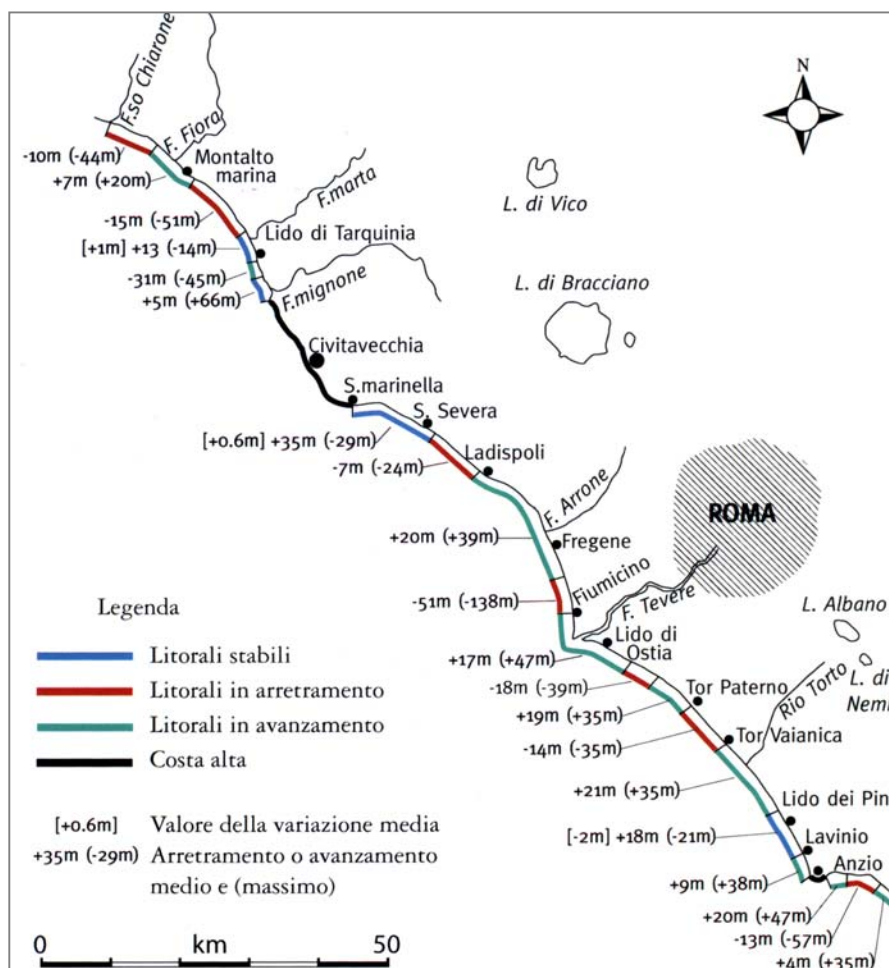 N
F.so Chiarone
F. Fiora
-10m (-44m)
+7m (+20m)
Montalto
marina
F.marta
L. di Vico
-15m (-51m)
Lido di Tarquinia
[+1m] +13 (-14m)
-31m (-45m)
+5m (+66m)
F.mignone
L. di Bracciano
Civitavecchia
S.marinella
S. Severa
[+0.6m] +35m (-29m)
-7m (-24m)
Ladispoli
F. Arrone
ROMA
+20m (+39m)
Fregene
Fiumicino
-51m (-138m)
F. Tevere
L. Albano
Lido di
Ostia
+17m (+47m)
L. di
Nem
-18m (-39m)
Tor Paterno
Rio Torto
+19m (+35m)
-14m (-35m)
Tor Vaianica
+21m (+35m)
Lido dei Pin
[-2m] +18m (-21m)
Lavinio
Anzio
+9m (+38m)
+20m (+47m)
-13m (-57m)
+4m (+35m)
Legenda
Litorali stabili
Litorali in arretramento
Litorali in avanzamento
Costa alta
[+0.6m] Valore della variazione media
+35m (-29m) Arretramento o avanzamento
medio e (massimo)
0 km 50